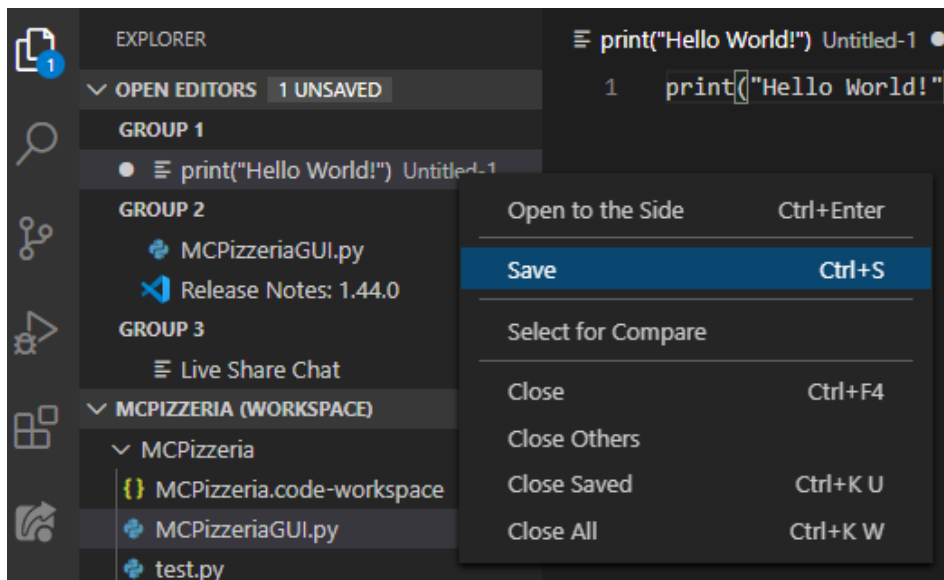 EXPLORER
1
OPEN EDITORS 1 UNSAVED
GROUP 1
print("Hello World!") Untitled-1
GROUP 2
MCPizzeriaGUI.py
Release Notes: 1.44.0
GROUP 3
Live Share Chat
MCPIZZERIA (WORKSPACE)
MCPizzeria
{} MCPizzeria.code-workspace
MCPizzeriaGUI.py
test.py
print("Hello World!") Untitled-1
1 print("Hello World!"
Open to the Side Ctrl+Enter
Save Ctrl+S
Select for Compare
Close Ctrl+F4
Close Others
Close Saved Ctrl+K U
Close All Ctrl+K W